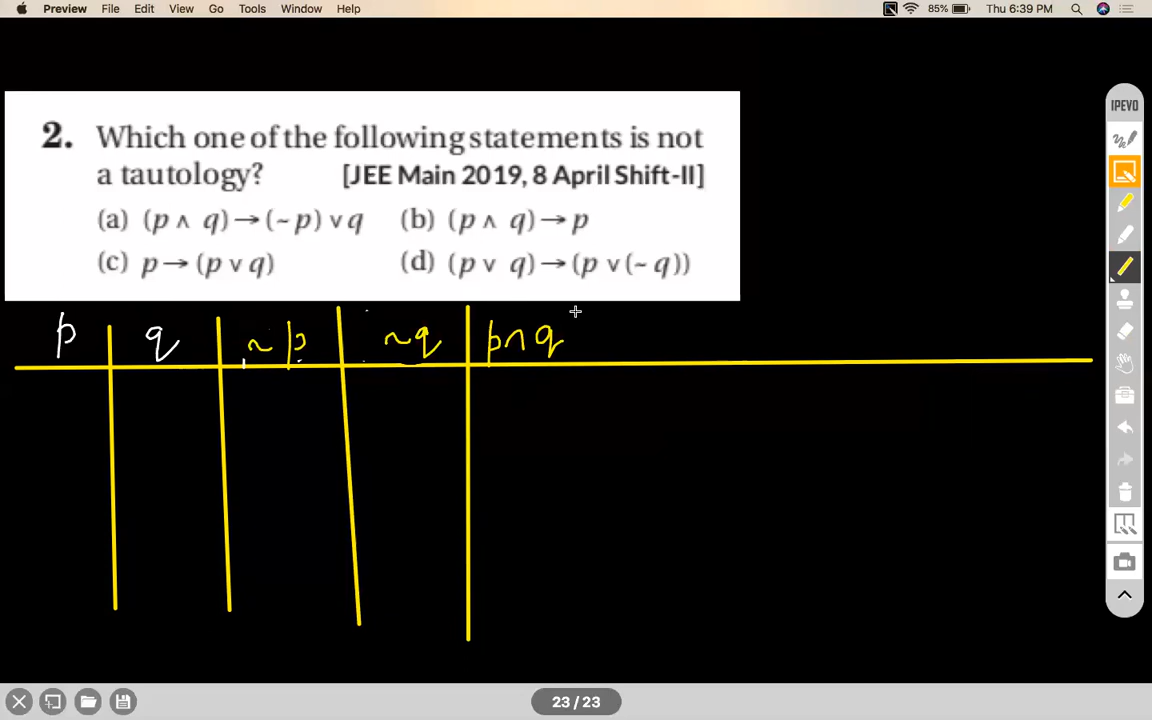 Preview File Edit View Go Tools Window Help 85% Thu 6:39 PM
IPEVO
2. Which one of the following statements is not
a tautology? [JEE Main 2019, 8 April Shift-II]
(a) (p ∧ q) → (~ p) ∨ q (b) (p ∧ q) → p
(c) p → (p ∨ q) (d) (p ∨ q) → (p ∨ (~ q))
p q ~p ~q p∧q
23 / 23